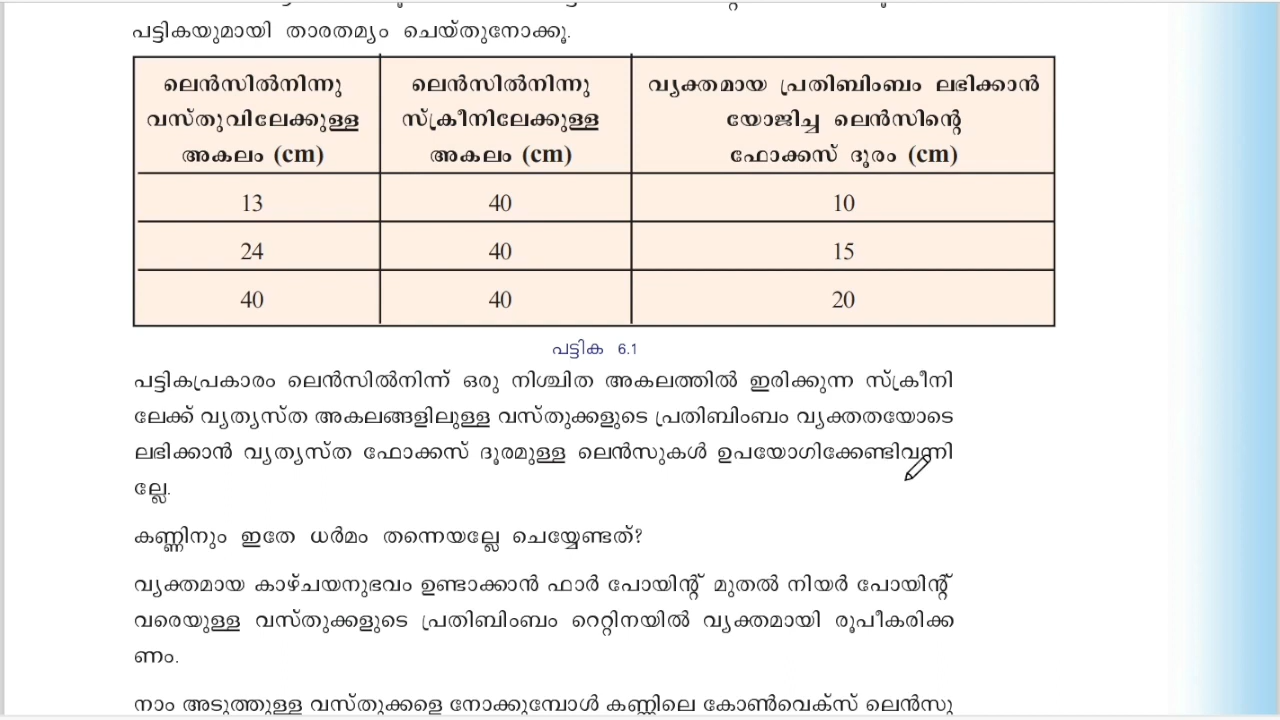 പട്ടികയുമായി താരതമ്യം ചെയ്തുനോക്കൂ.
ലെൻസിൽനിന്നു വസ്തുവിലേക്കുള്ള അകലം (cm) ലെൻസിൽനിന്നു സ്ക്രീനിലേക്കുള്ള അകലം (cm) വ്യക്തമായ പ്രതിബിംബം ലഭിക്കാൻ യോജിച്ച ലെൻസിന്റെ ഫോക്കസ് ദൂരം (cm)
13 40 10
24 40 15
40 40 20
പട്ടിക 6.1
പട്ടികപ്രകാരം ലെൻസിൽനിന്ന് ഒരു നിശ്ചിത അകലത്തിൽ ഇരിക്കുന്ന സ്ക്രീനി
ലേക്ക് വ്യത്യസ്ത അകലങ്ങളിലുള്ള വസ്തുക്കളുടെ പ്രതിബിംബം വ്യക്തതയോടെ
ലഭിക്കാൻ വ്യത്യസ്ത ഫോക്കസ് ദൂരമുള്ള ലെൻസുകൾ ഉപയോഗിക്കേണ്ടിവന്നി
ല്ലേ.
കണ്ണിനും ഇതേ ധർമം തന്നെയല്ലേ ചെയ്യേണ്ടത്?
വ്യക്തമായ കാഴ്ചയനുഭവം ഉണ്ടാക്കാൻ ഫാർ പോയിന്റ് മുതൽ നിയർ പോയിന്റ്
വരെയുള്ള വസ്തുക്കളുടെ പ്രതിബിംബം റെറ്റിനയിൽ വ്യക്തമായി രൂപീകരിക്ക
ണം.
നാം അടുത്തുള്ള വസ്തുക്കളെ നോക്കുമ്പോൾ കണ്ണിലെ കോൺവെക്സ് ലെൻസു